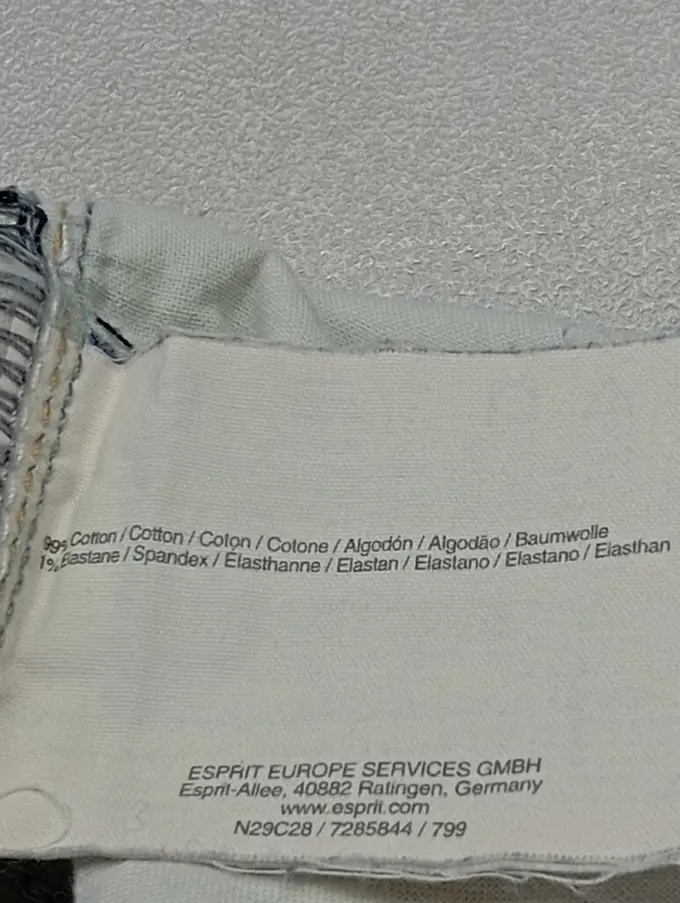 99% Cotton / Cotton / Coton / Cotone / Algodón / Algodão / Baumwolle
1% Elastane / Spandex / Elasthanne / Elastan / Elastano / Elastano / Elasthan
ESPRIT EUROPE SERVICES GMBH
Esprit-Allee, 40882 Ratingen, Germany
www.esprit.com
N29C28 / 7285844 / 799